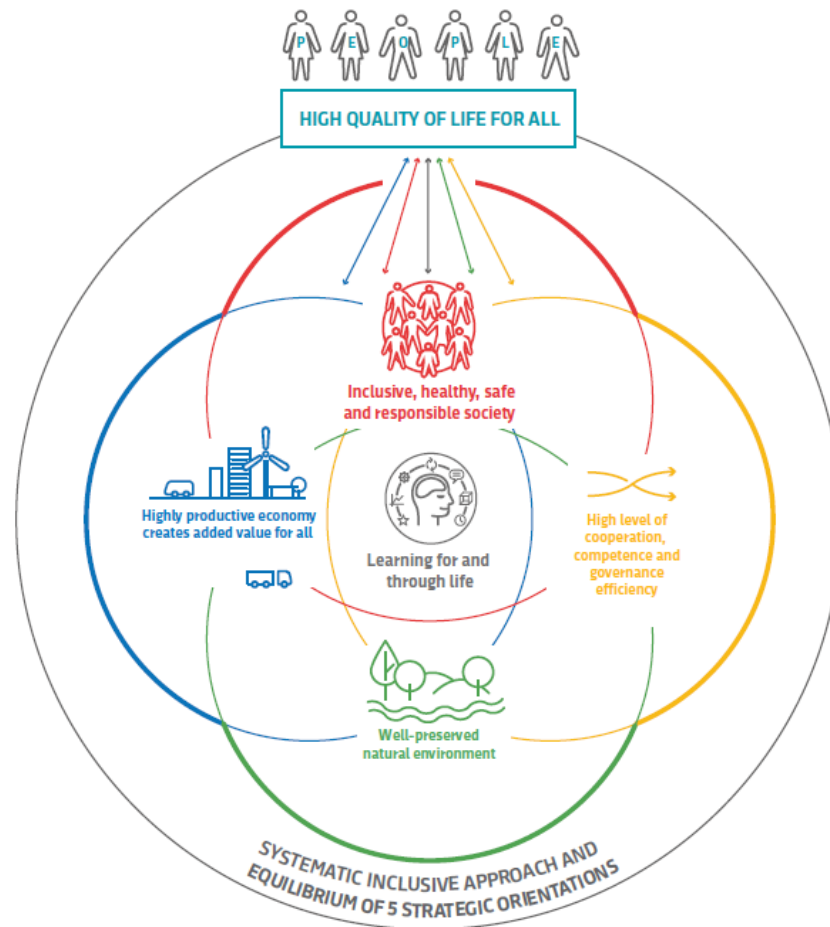 PEOPLE
HIGH QUALITY OF LIFE FOR ALL
Inclusive, healthy, safe
and responsible society
Highly productive economy
creates added value for all
Learning for and
through life
High level of
cooperation,
competence and
governance
efficiency
Well-preserved
natural environment
SYSTEMATIC INCLUSIVE APPROACH AND
EQUILIBRIUM OF 5 STRATEGIC ORIENTATIONS